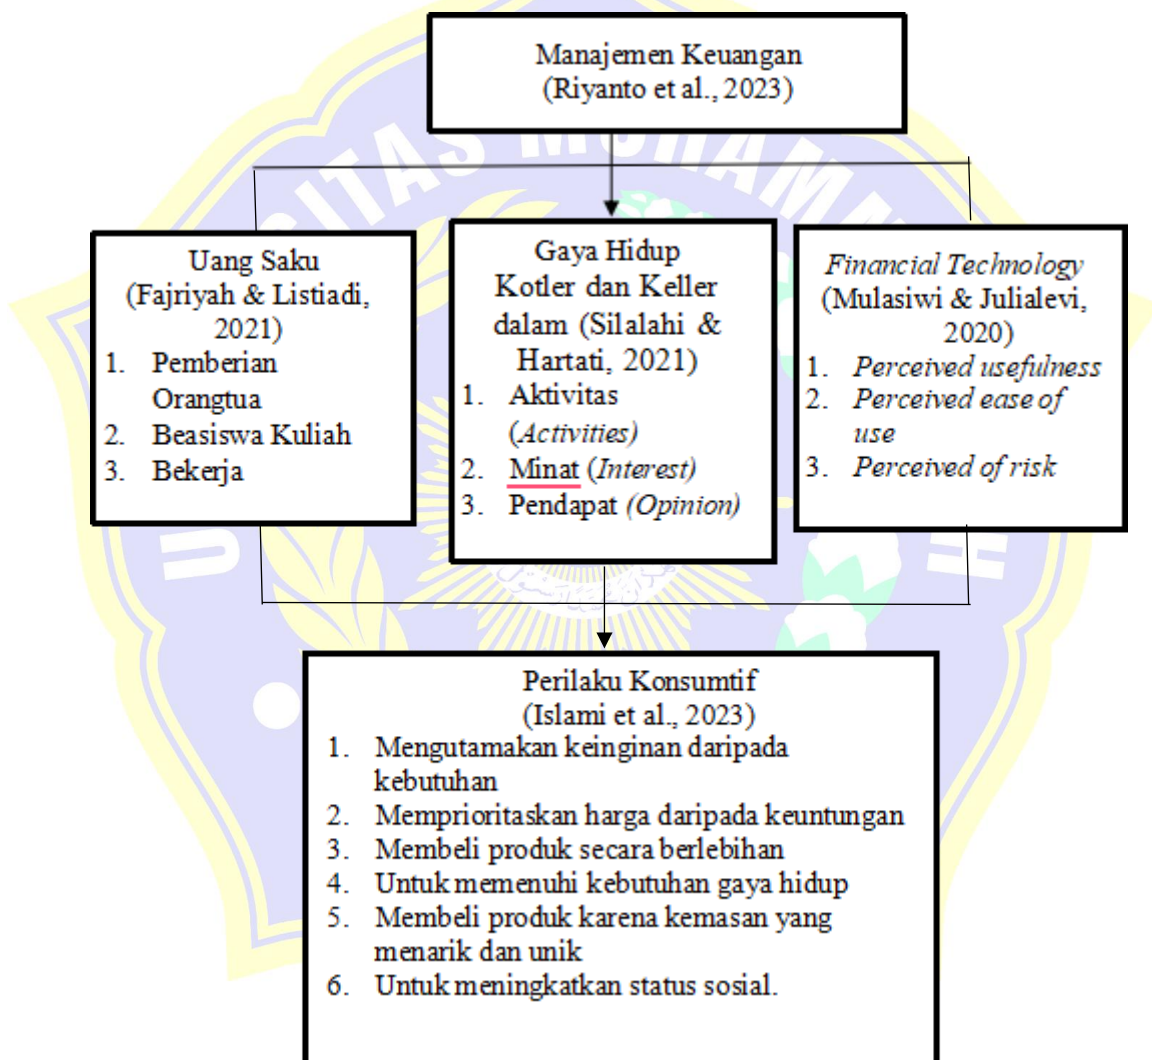 Manajemen Keuangan
(Riyanto et al., 2023)
Uang Saku
(Fajriyah & Listiadi,
2021)
1. Pemberian
Orangtua
2. Beasiswa Kuliah
3. Bekerja
Gaya Hidup
Kotler dan Keller
dalam (Silalahi &
Hartati, 2021)
1. Aktivitas
(Activities)
2. Minat (Interest)
3. Pendapat (Opinion)
Financial Technology
(Mulasiwi & Julialevi,
2020)
1. Perceived usefulness
2. Perceived ease of
use
3. Perceived of risk
Perilaku Konsumtif
(Islami et al., 2023)
1. Mengutamakan keinginan daripada
kebutuhan
2. Memprioritaskan harga daripada keuntungan
3. Membeli produk secara berlebihan
4. Untuk memenuhi kebutuhan gaya hidup
5. Membeli produk karena kemasan yang
menarik dan unik
6. Untuk meningkatkan status sosial.